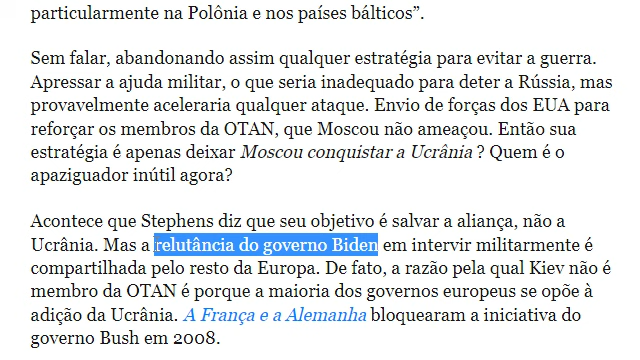 particularmente na Polônia e nos países bálticos”.
Sem falar, abandonando assim qualquer estratégia para evitar a guerra.
Apressar a ajuda militar, o que seria inadequado para deter a Rússia, mas
provavelmente aceleraria qualquer ataque. Envio de forças dos EUA para
reforçar os membros da OTAN, que Moscou não ameaçou. Então sua
estratégia é apenas deixar Moscou conquistar a Ucrânia ? Quem é o
apaziguador inútil agora?
Acontece que Stephens diz que seu objetivo é salvar a aliança, não a
Ucrânia. Mas a relutância do governo Biden em intervir militarmente é
compartilhada pelo resto da Europa. De fato, a razão pela qual Kiev não é
membro da OTAN é porque a maioria dos governos europeus se opõe à
adição da Ucrânia. A França e a Alemanha bloquearam a iniciativa do
governo Bush em 2008.